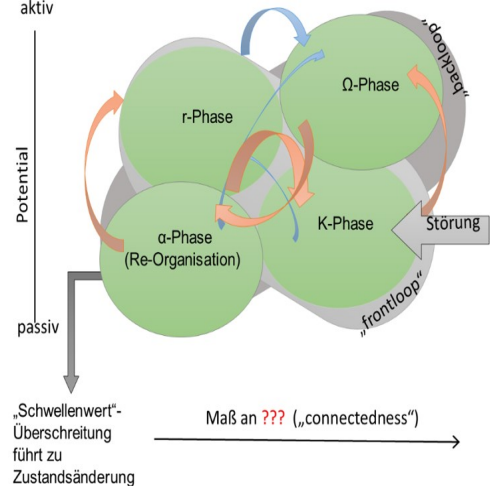 aktiv
Potential
passiv
r-Phase
Ω-Phase
„backloop“
α-Phase
(Re-Organisation)
K-Phase
Störung
„frontloop“
„Schwellenwert“-
Überschreitung
führt zu
Zustandsänderung
Maß an ??? („connectedness“)